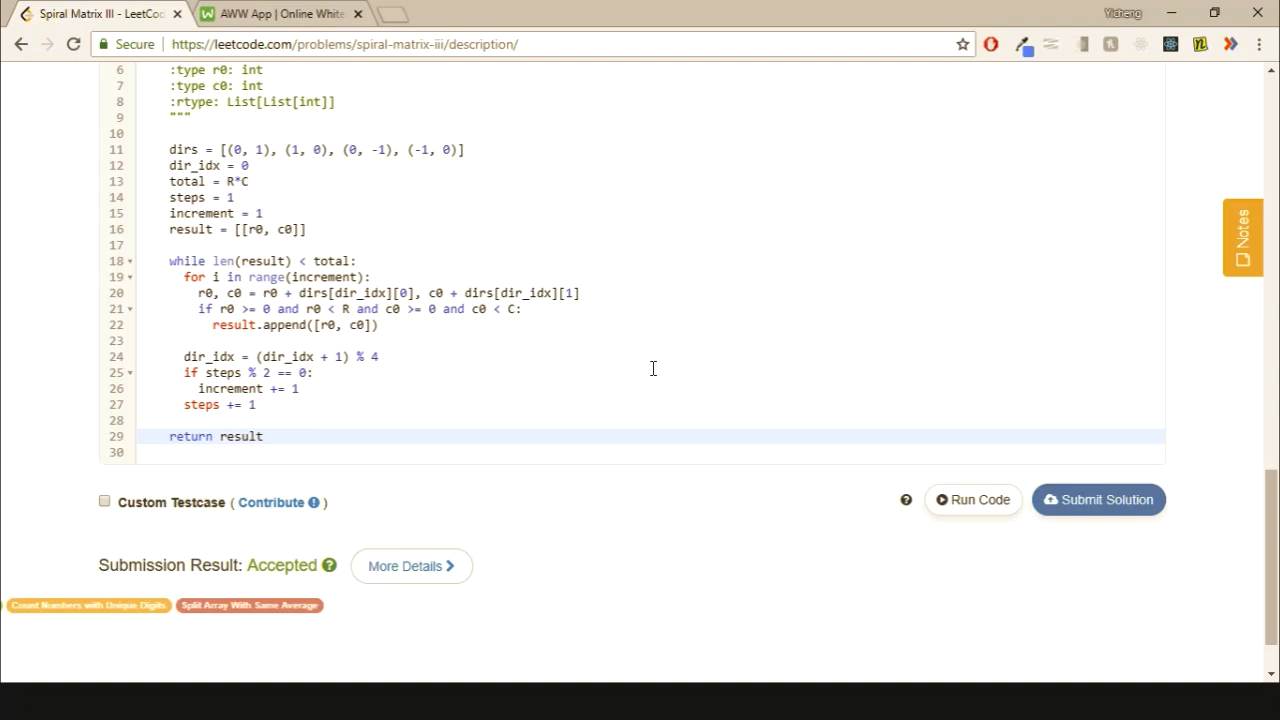 Spiral Matrix III - LeetCod
AWW App | Online White
Yicheng
Secure
https://leetcode.com/problems/spiral-matrix-iii/description/
6 :type r0: int
7 :type c0: int
8 :rtype: List[List[int]]
9 """
10
11 dirs = [(0, 1), (1, 0), (0, -1), (-1, 0)]
12 dir_idx = 0
13 total = R*C
14 steps = 1
15 increment = 1
16 result = [[r0, c0]]
17
18 while len(result) < total:
19 for i in range(increment):
20 r0, c0 = r0 + dirs[dir_idx][0], c0 + dirs[dir_idx][1]
21 if r0 >= 0 and r0 < R and c0 >= 0 and c0 < C:
22 result.append([r0, c0])
23
24 dir_idx = (dir_idx + 1) % 4
25 if steps % 2 == 0:
26 increment += 1
27 steps += 1
28
29 return result
30
Notes
Custom Testcase ( Contribute )
Run Code
Submit Solution
Submission Result: Accepted
More Details
Count Numbers with Unique Digits
Split Array With Same Average